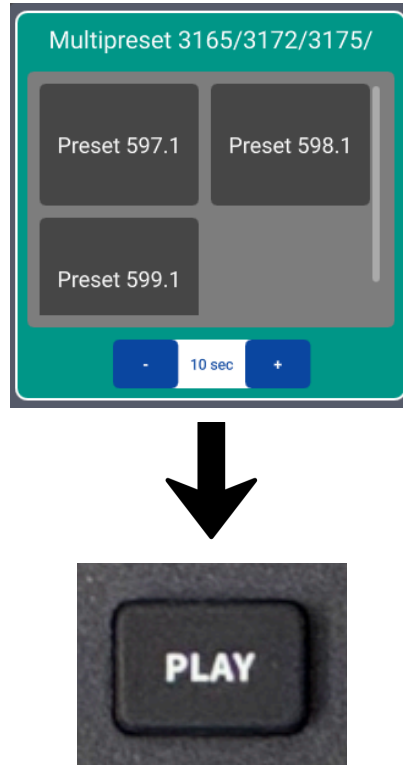 Multipreset 3165/3172/3175/
Preset 597.1 Preset 598.1
Preset 599.1
- 10 sec +
PLAY